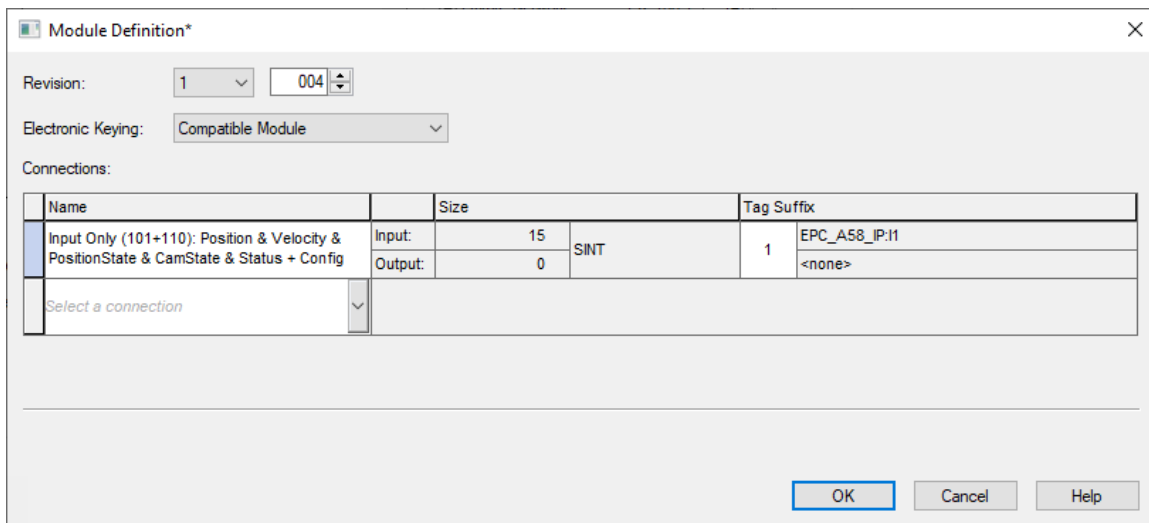 Module Definition*
Revision: 1 004
Electronic Keying: Compatible Module
Connections:
Name Size Tag Suffix
Input Only (101+110): Position & Velocity &
PositionState & CamState & Status + Config
Input: 15 SINT 1 EPC_A58_IP:I1
Output: 0 <none>
Select a connection
OK Cancel Help